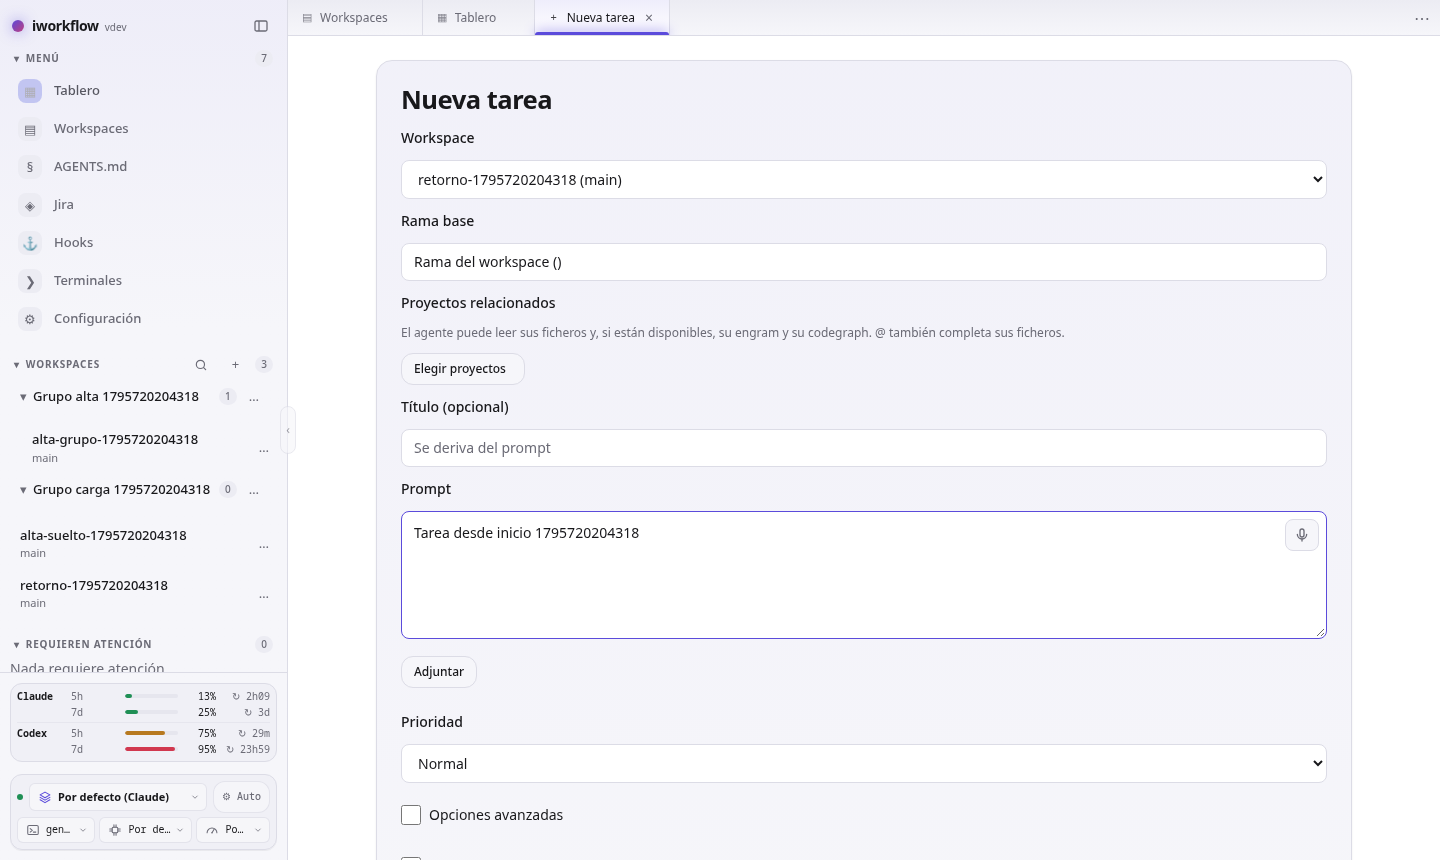 iworkflow vdev
MENÚ 7
Tablero
Workspaces
§ AGENTS.md
Jira
Hooks
Terminales
Configuración
WORKSPACES + 3
Grupo alta 1795720204318 1 ...
alta-grupo-1795720204318 ...
main
Grupo carga 1795720204318 0 ...
alta-suelto-1795720204318 ...
main
retorno-1795720204318 ...
main
REQUIEREN ATENCIÓN 0
Nada requiere atención
Claude 5h 13% ↻ 2h09
7d 25% ↻ 3d
Codex 5h 75% ↻ 29m
7d 95% ↻ 23h59
Por defecto (Claude) Auto
gen… Por de… Po…
Workspaces Tablero + Nueva tarea × ⋯
Nueva tarea
Workspace
retorno-1795720204318 (main)
Rama base
Rama del workspace ()
Proyectos relacionados
El agente puede leer sus ficheros y, si están disponibles, su engram y su codegraph. @ también completa sus ficheros.
Elegir proyectos
Título (opcional)
Se deriva del prompt
Prompt
Tarea desde inicio 1795720204318
Adjuntar
Prioridad
Normal
Opciones avanzadas